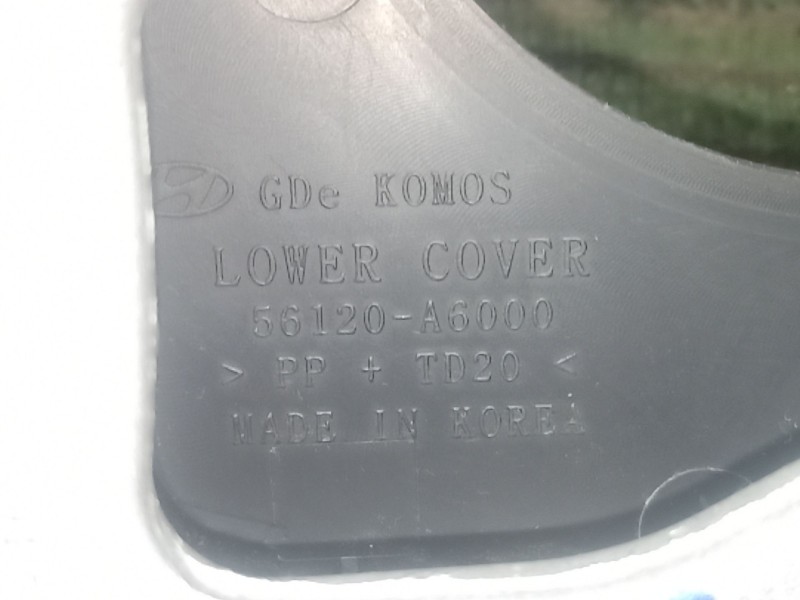 GDe KOMOS
LOWER COVER
56120-A6000
> PP + TD20 <
MADE IN KOREA